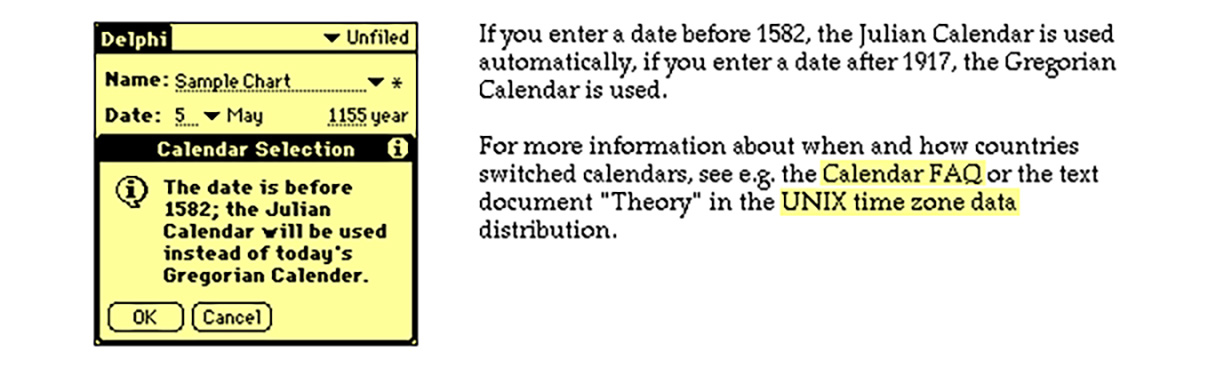 Delphi Unfiled
Name: Sample Chart *
Date: 5 May 1155 year
Calendar Selection i
i
The date is before
1582; the Julian
Calendar will be used
instead of today's
Gregorian Calender.
OK Cancel
If you enter a date before 1582, the Julian Calendar is used
automatically, if you enter a date after 1917, the Gregorian
Calendar is used.
For more information about when and how countries
switched calendars, see e.g. the Calendar FAQ or the text
document "Theory" in the UNIX time zone data
distribution.